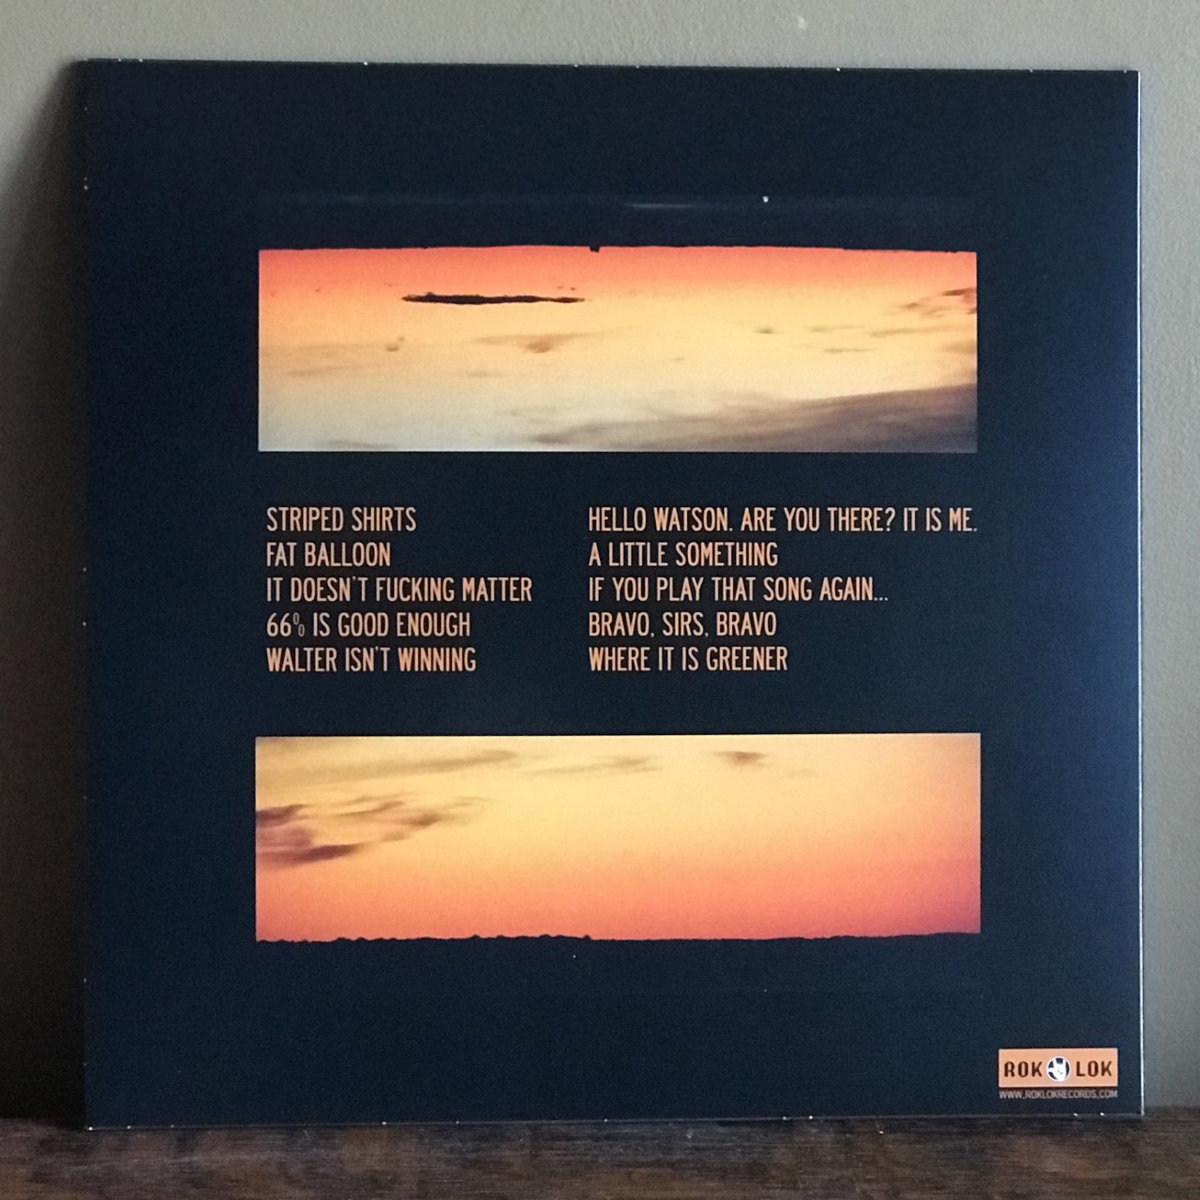 STRIPED SHIRTS
FAT BALLOON
IT DOESN'T FUCKING MATTER
66% IS GOOD ENOUGH
WALTER ISN'T WINNING
HELLO WATSON. ARE YOU THERE? IT IS ME.
A LITTLE SOMETHING
IF YOU PLAY THAT SONG AGAIN...
BRAVO, SIRS, BRAVO
WHERE IT IS GREENER
ROK LOK
WWW.ROKLOKRECORDS.COM